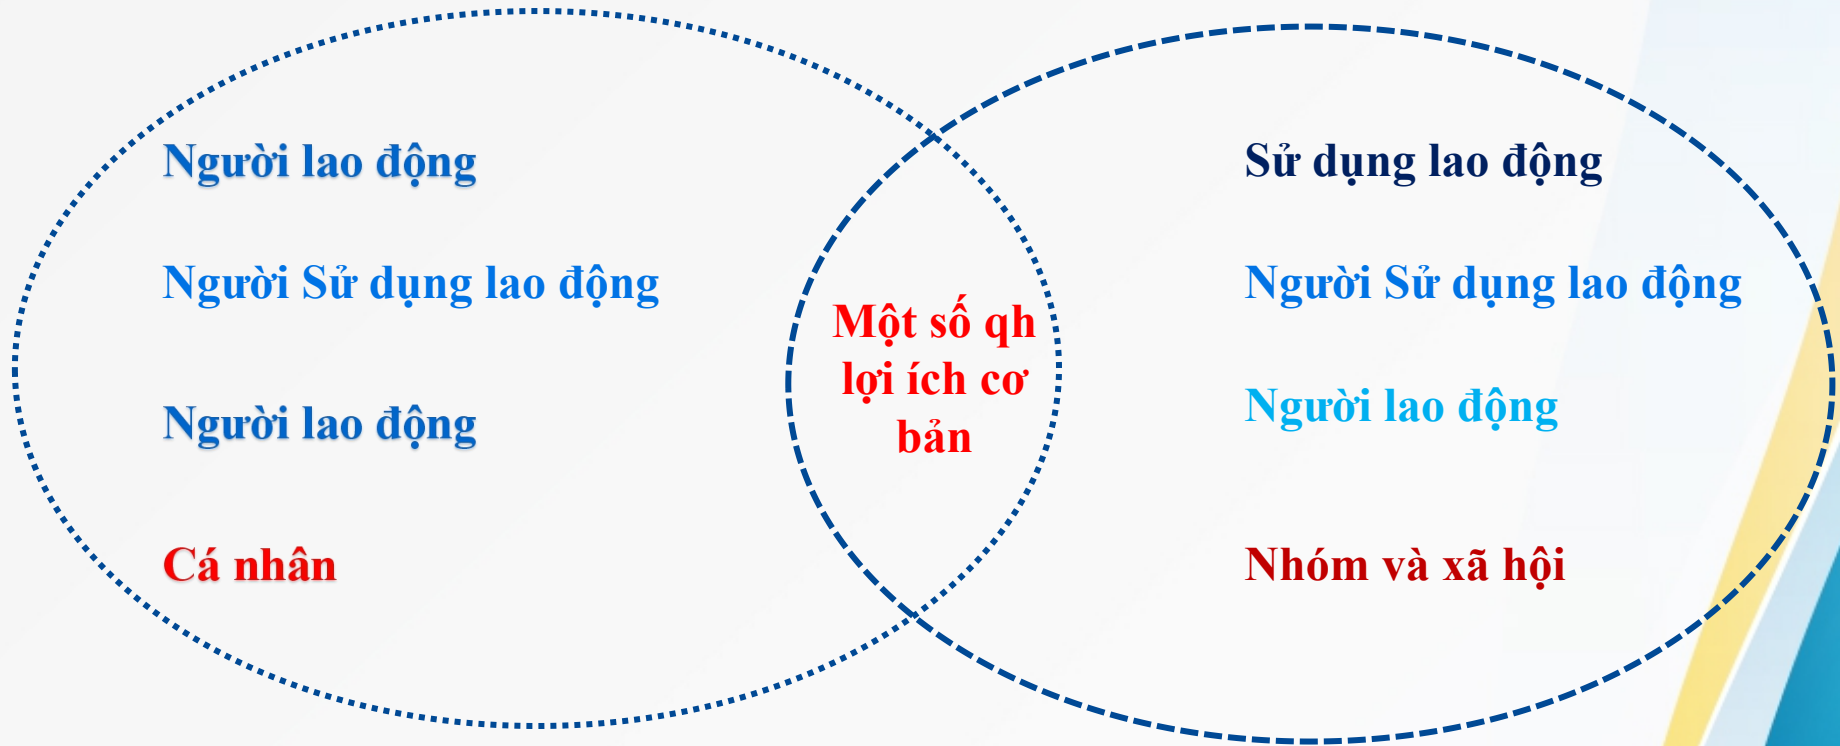 Người lao động
Sử dụng lao động
Người Sử dụng lao động
Người Sử dụng lao động
Một số qh
lợi ích cơ
bản
Người lao động
Người lao động
Cá nhân
Nhóm và xã hội